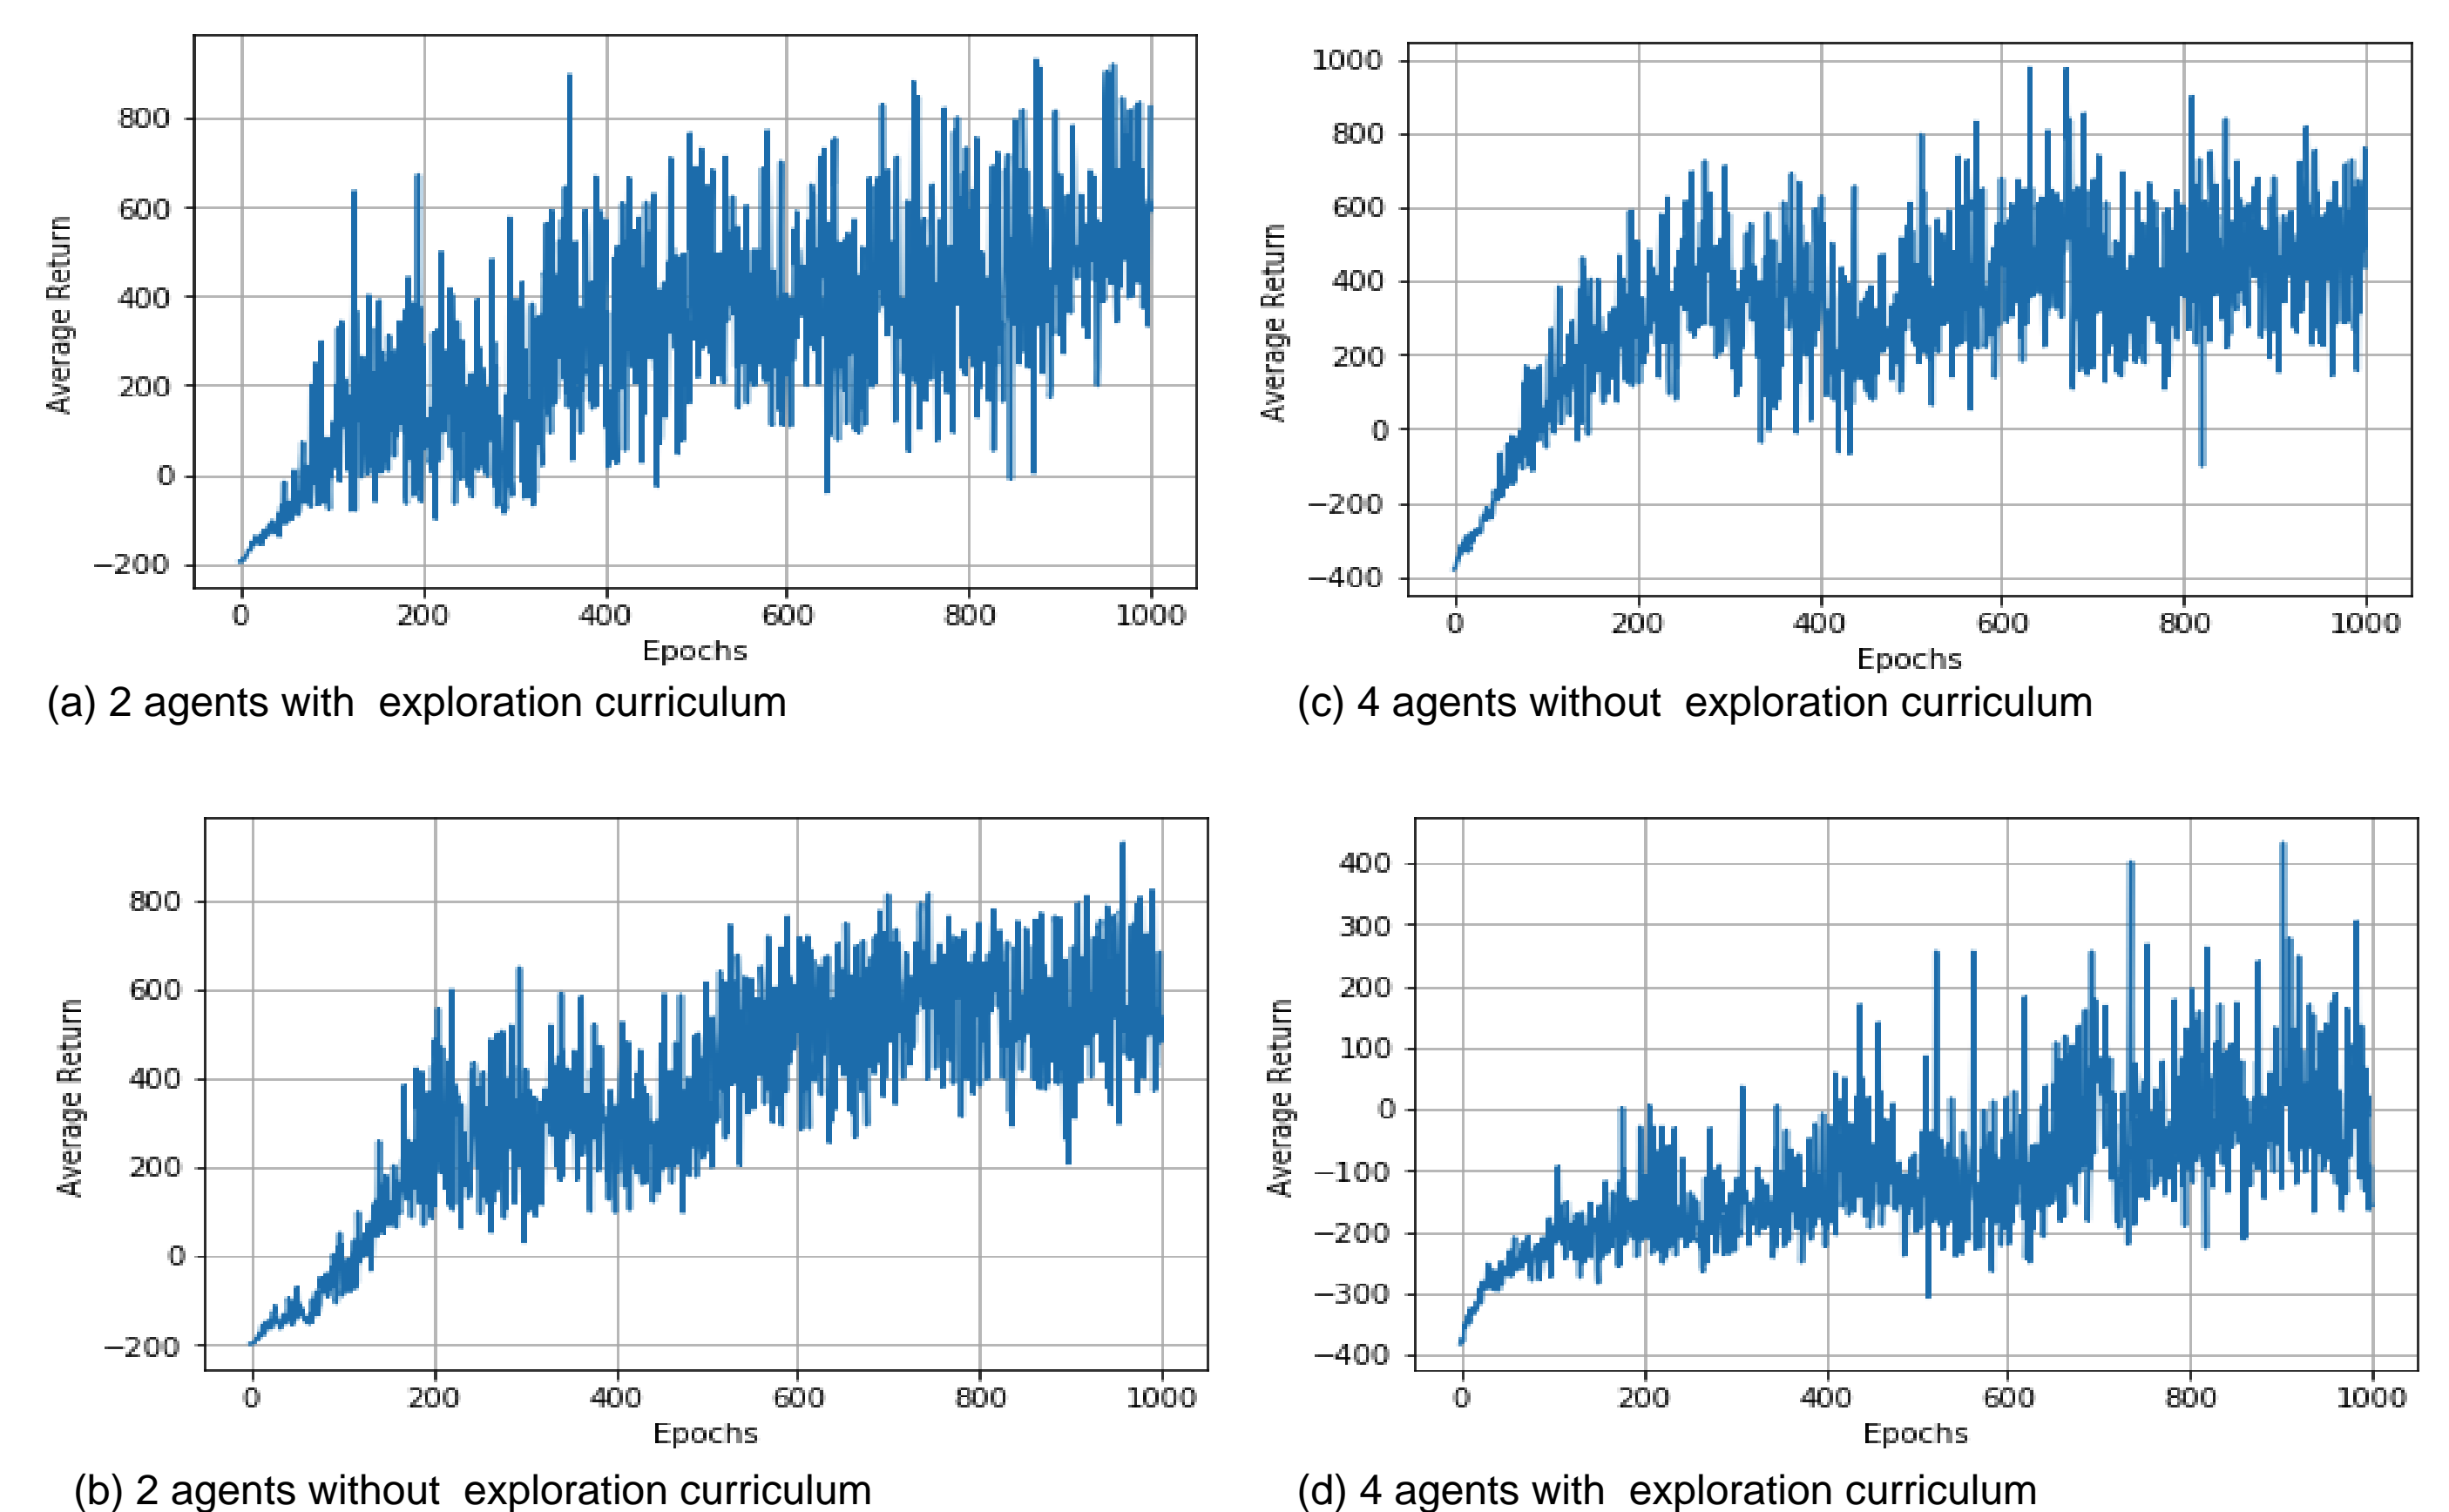 800
600
400
200
0
−200
Average Return
0 200 400 600 800 1000
Epochs
(a) 2 agents with  exploration curriculum
1000
800
600
400
200
0
−200
−400
Average Return
0 200 400 600 800 1000
Epochs
(c) 4 agents without  exploration curriculum
800
600
400
200
0
−200
Average Return
0 200 400 600 800 1000
Epochs
(b) 2 agents without  exploration curriculum
400
300
200
100
0
−100
−200
−300
−400
Average Return
0 200 400 600 800 1000
Epochs
(d) 4 agents with  exploration curriculum